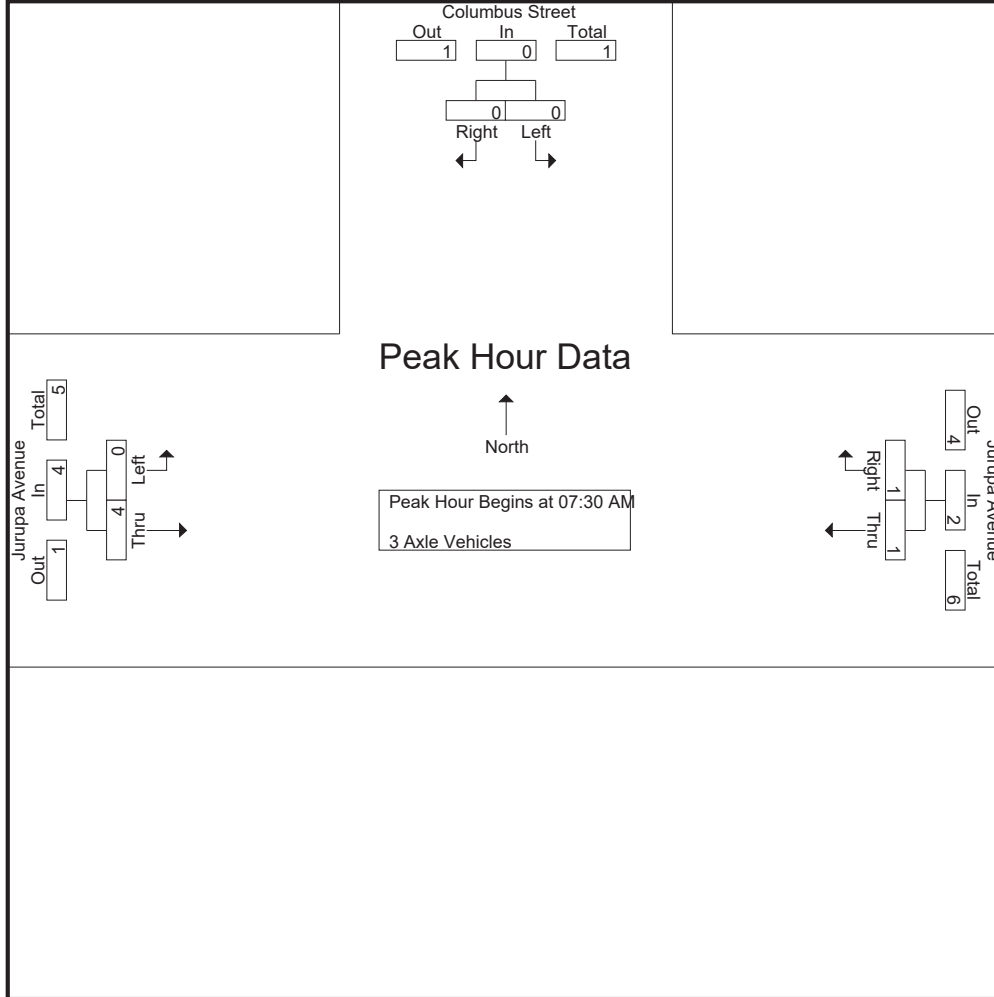 Columbus Street
Out In Total
1 0 1
0 0
Right Left
Peak Hour Data
North
Peak Hour Begins at 07:30 AM
3 Axle Vehicles
Jurupa Avenue
Total In Out
5 4 1
0 4
Left Thru
Jurupa Avenue
Out In Total
4 2 6
1 1
Right Thru